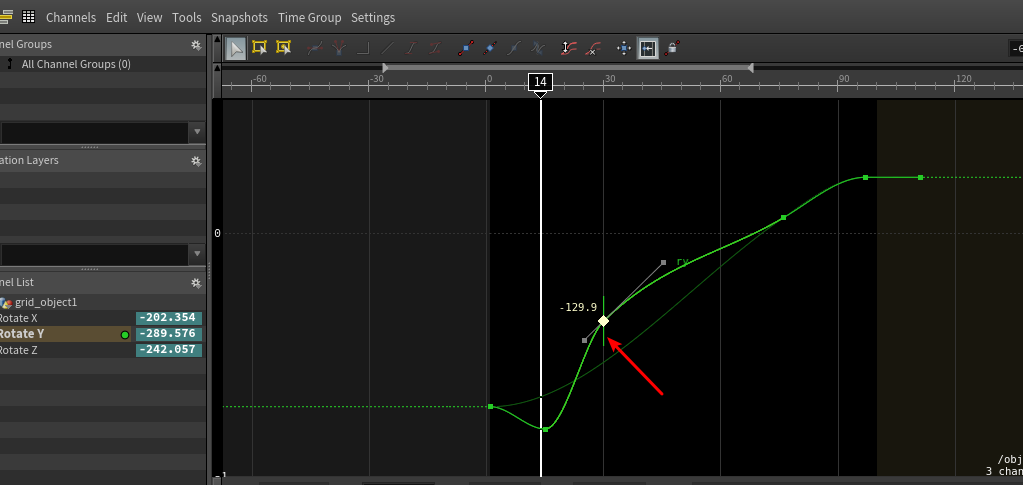 Channels Edit View Tools Snapshots Time Group Settings
nel Groups
All Channel Groups (0)
ation Layers
nel List
grid_object1
Rotate X -202.354
Rotate Y -289.576
Rotate Z -242.057
-60 -30 0 30 60 90 120
14
0
ry
-129.9
-1
/obj
3 chan